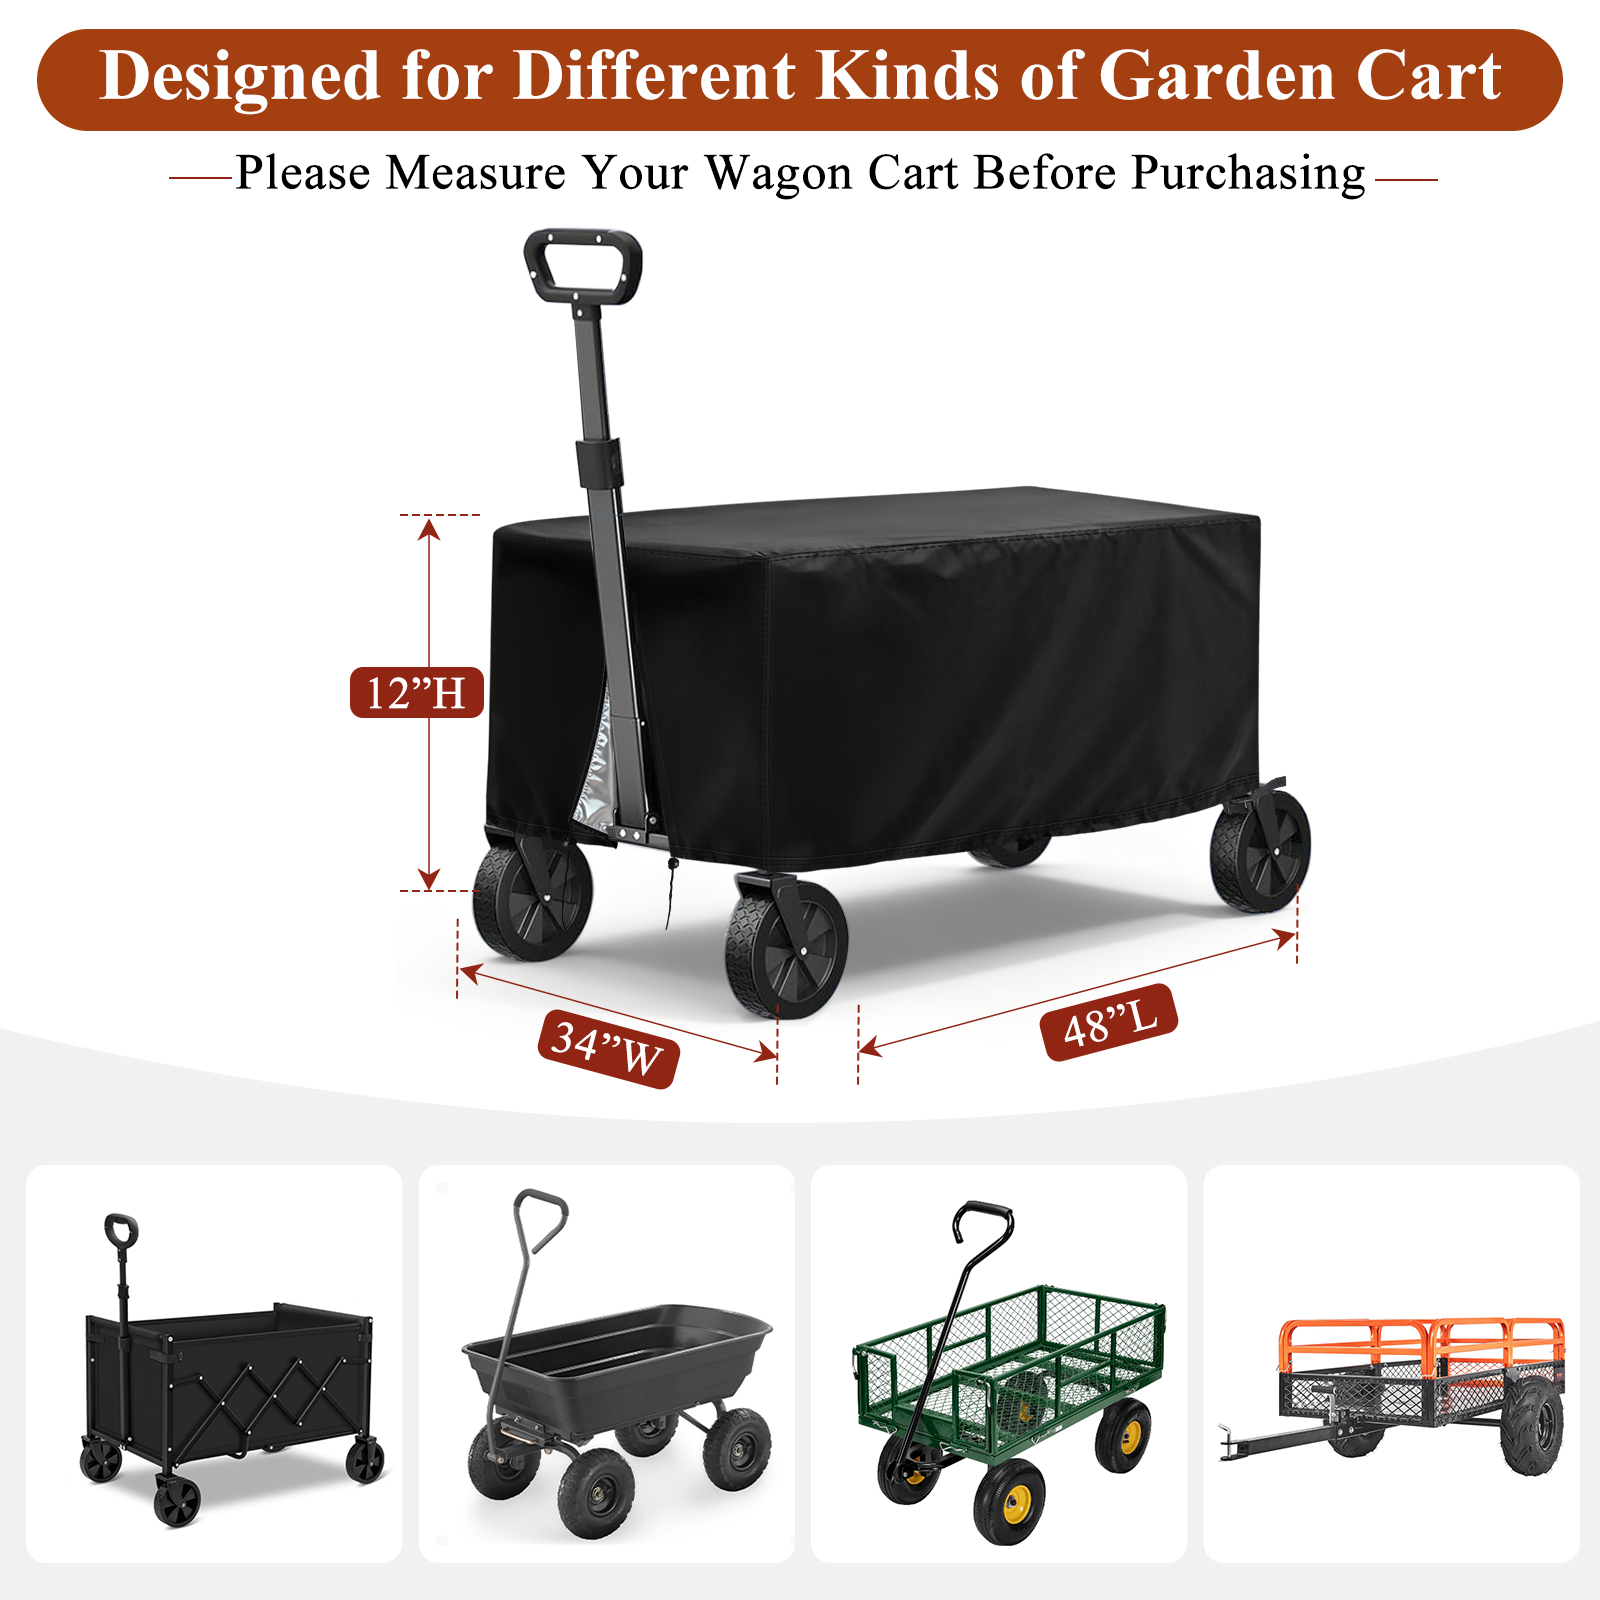 Designed for Different Kinds of Garden Cart
Please Measure Your Wagon Cart Before Purchasing
12”H
34”W
48”L